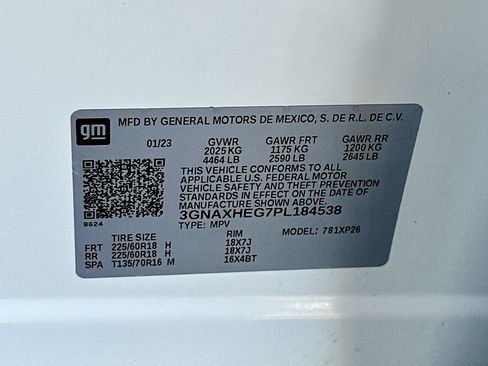 gm
MFD BY GENERAL MOTORS DE MEXICO, S. DE R.L. DE C.V.
01/23 GVWR GAWR FRT GAWR RR
2025 KG 1175 KG 1200 KG
4464 LB 2590 LB 2645 LB
THIS VEHICLE CONFORMS TO ALL
APPLICABLE U.S. FEDERAL MOTOR
VEHICLE SAFETY AND THEFT PREVENTION
STANDARDS IN EFFECT ON THE DATE OF
MANUFACTURE SHOWN ABOVE.
3GNAXHEG7PL184538
8624
TYPE: MPV MODEL: 781XP26
TIRE SIZE RIM
FRT 225/60R18 H 18X7J
RR 225/60R18 H 18X7J
SPA T135/70R16 M 16X4BT